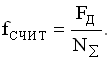 fСЧИТ = FД / NΣ.